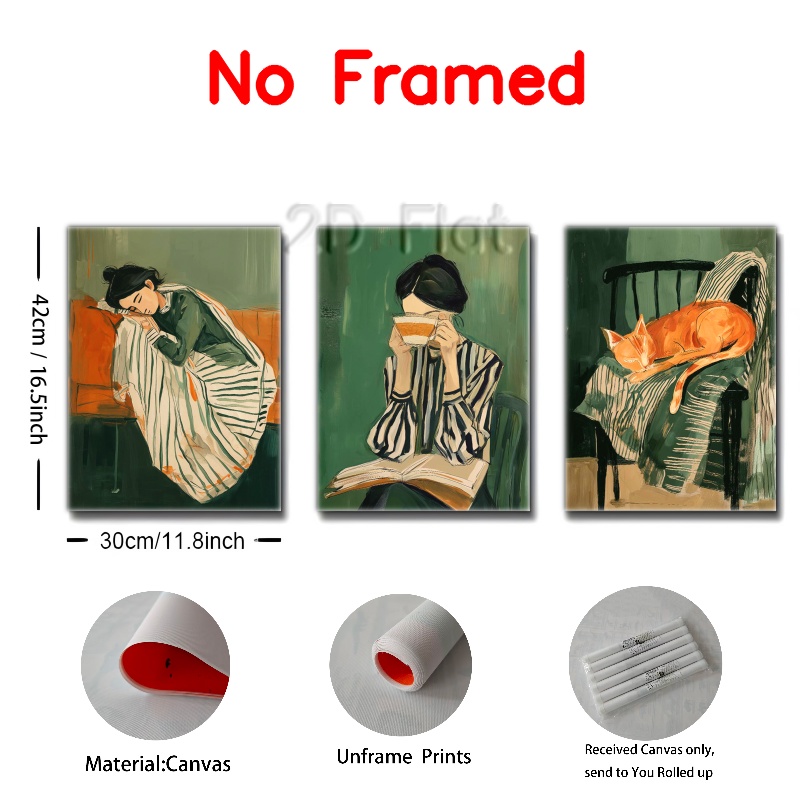 No Framed
2D Flat
42cm / 16.5inch
30cm/11.8inch
Material:Canvas
Unframe Prints
Received Canvas only,
send to You Rolled up